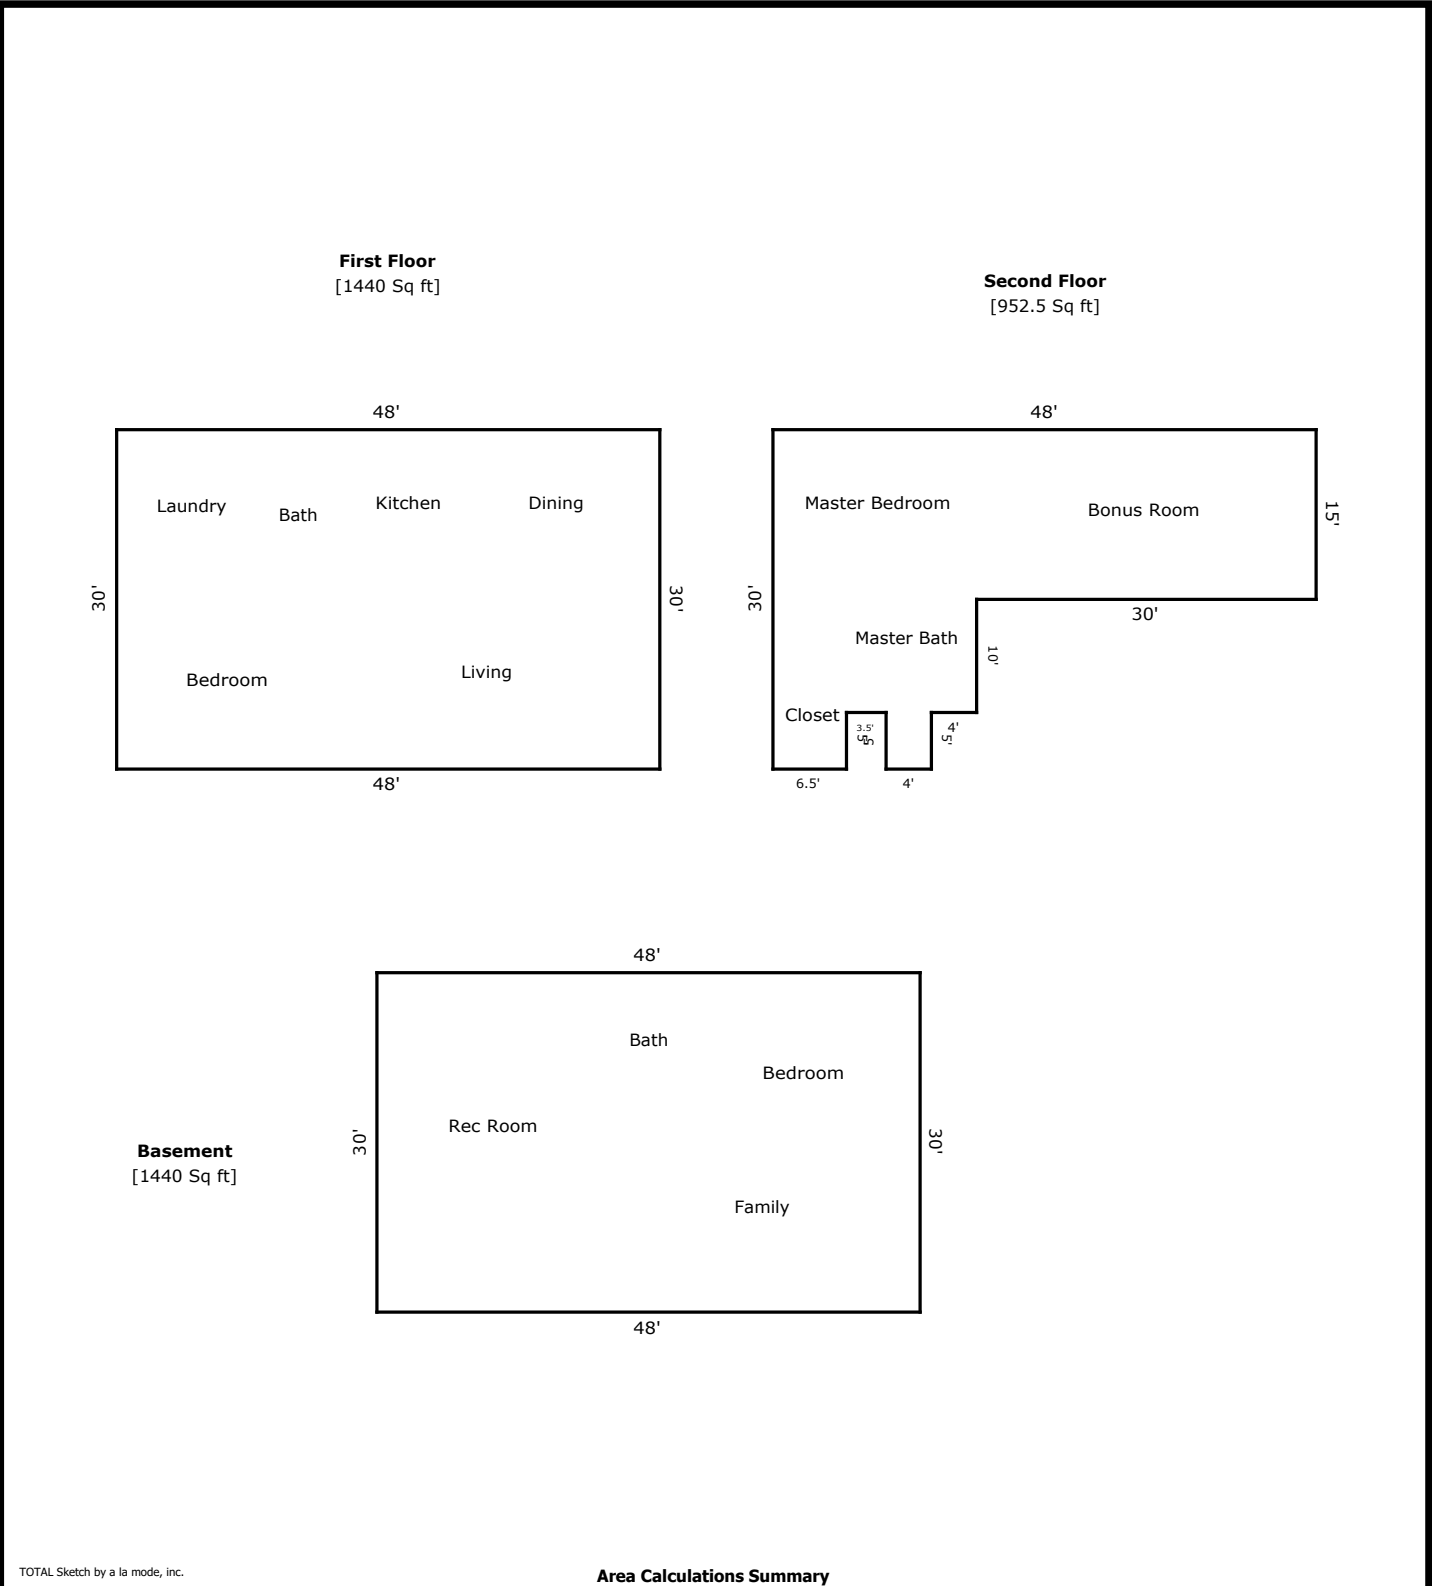 First Floor
[1440 Sq ft]
Second Floor
[952.5 Sq ft]
48'
48'
Laundry
Bath
Kitchen
Dining
Master Bedroom
Bonus Room
15'
30'
30'
30'
30'
Master Bath
10'
Bedroom
Living
Closet
3.5'
5'
5'
4'
5'
48'
6.5'
4'
48'
Bath
Bedroom
Rec Room
30'
30'
Basement
[1440 Sq ft]
Family
48'
TOTAL Sketch by a la mode, inc.
Area Calculations Summary